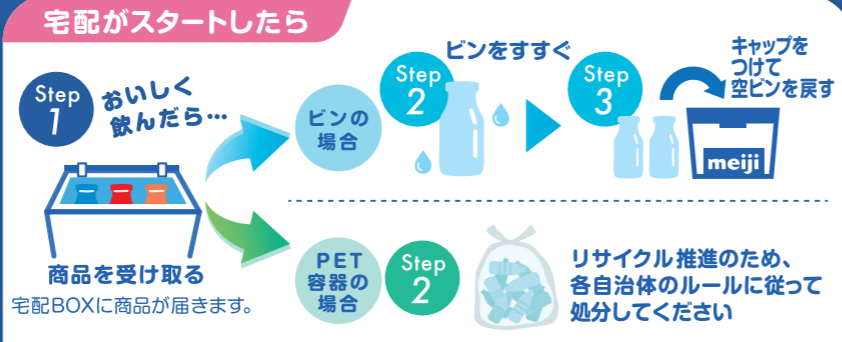 宅配がスタートしたら
Step
1
おいしく
飲んだら…
商品を受け取る
宅配BOXに商品が届きます。
ビンの
場合
Step
2
ビンをすすぐ
Step
3
キャップを
つけて
空ビンを戻す
meiji
PET
容器の
場合
Step
2
リサイクル推進のため、
各自治体のルールに従って
処分してください